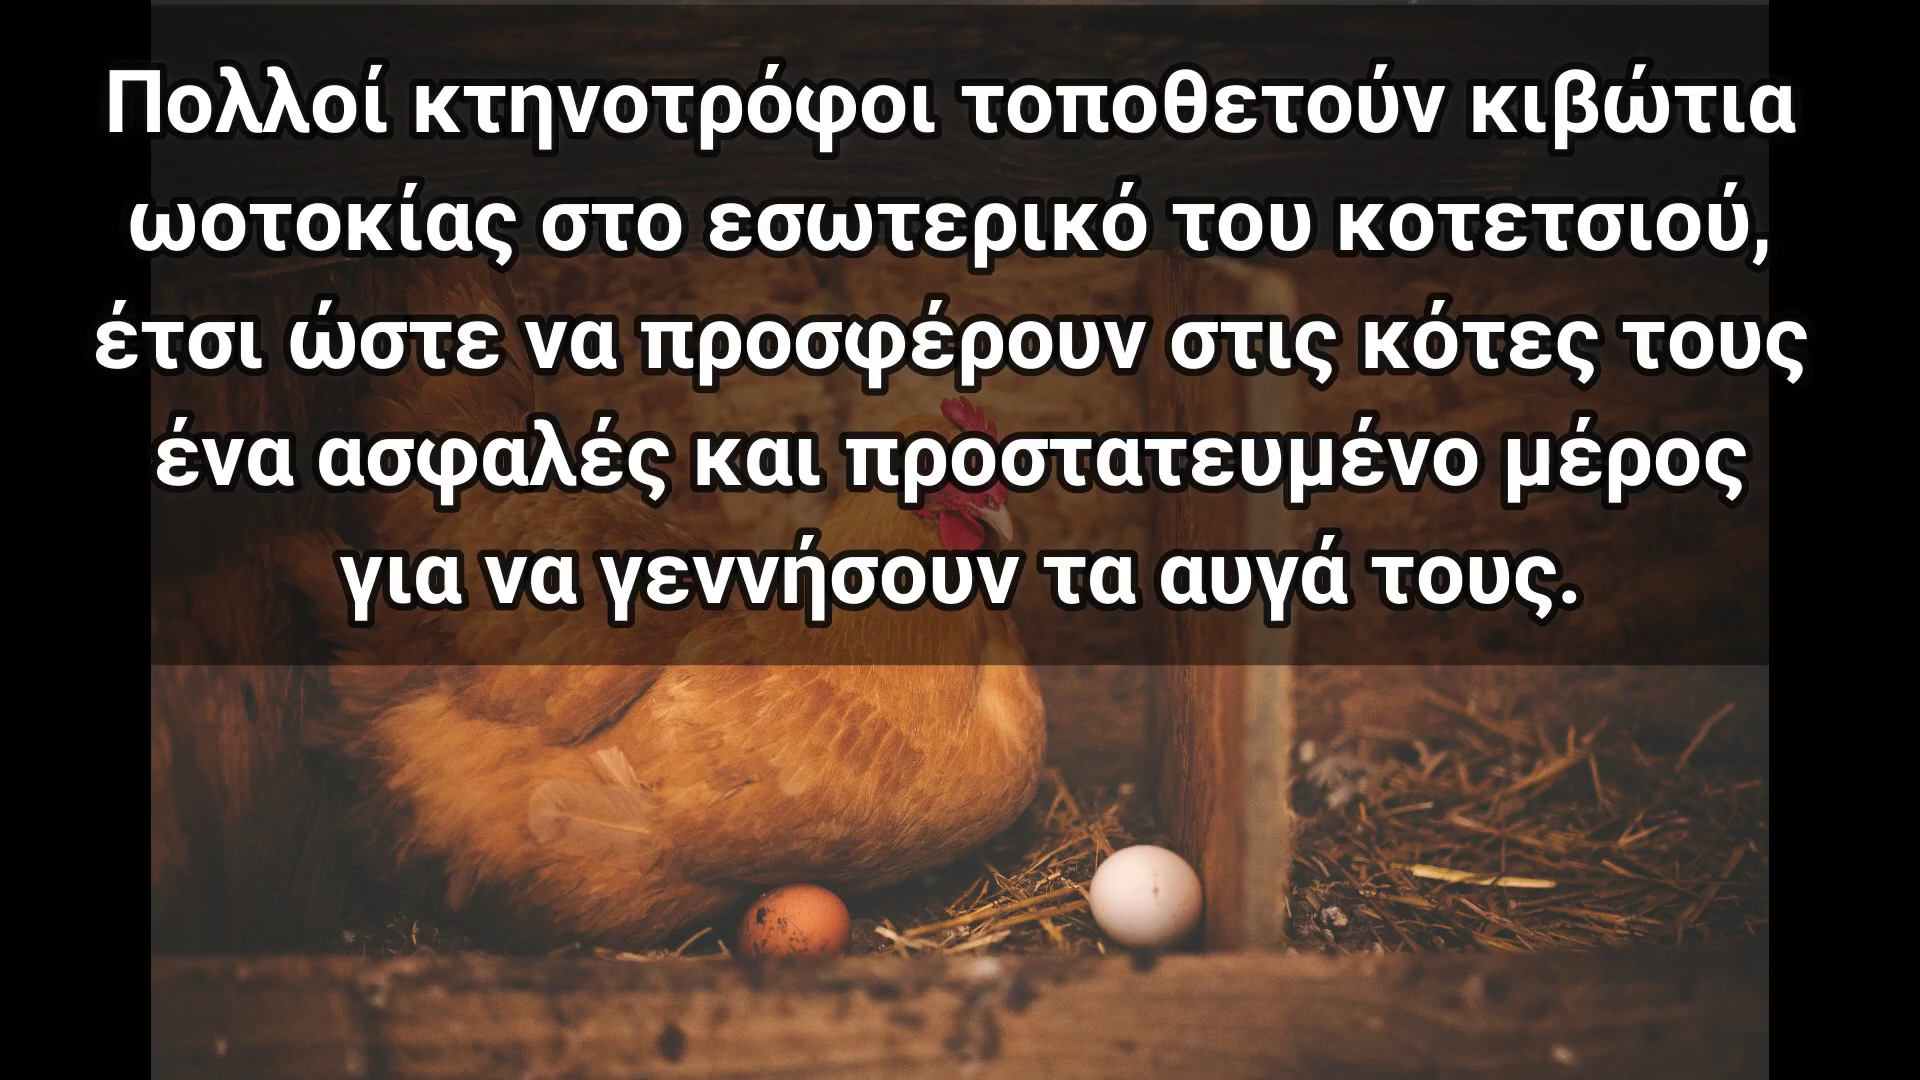 Πολλοί κτηνοτρόφοι τοποθετούν κιβώτια
ωοτοκίας στο εσωτερικό του κοτετσιού,
έτσι ώστε να προσφέρουν στις κότες τους
ένα ασφαλές και προστατευμένο μέρος
για να γεννήσουν τα αυγά τους.